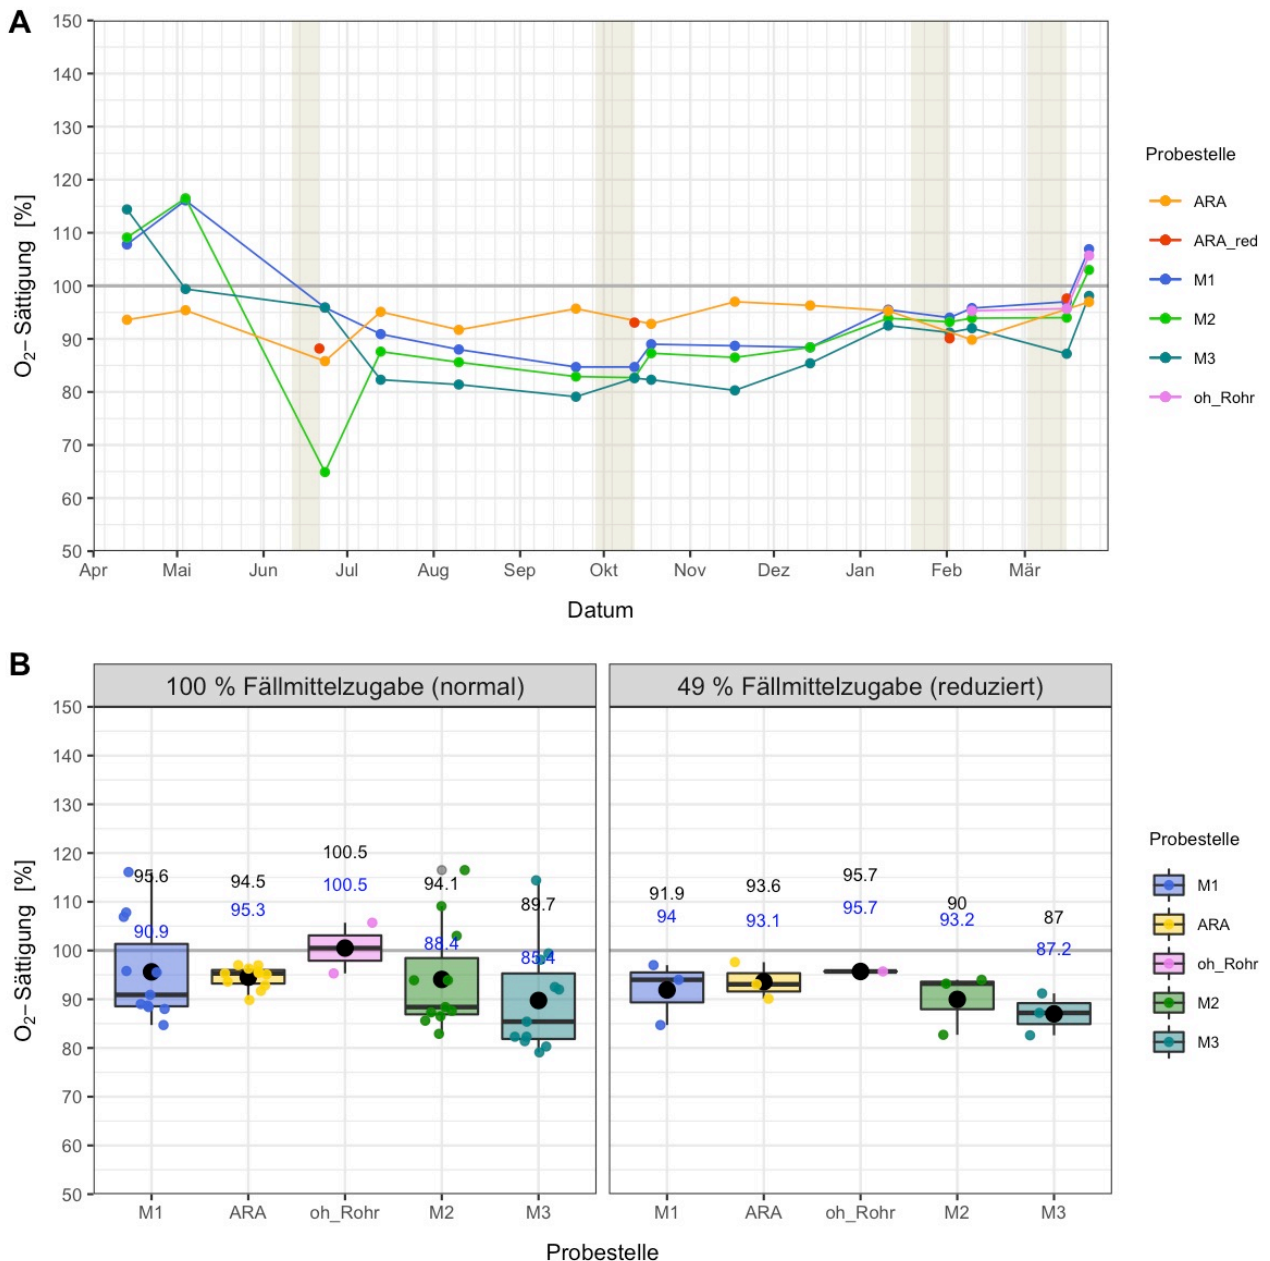 A
150
140
130
120
110
100
90
80
70
60
50
O2– Sättigung [%]
Apr Mai Jun Jul Aug Sep Okt Nov Dez Jan Feb Mär
Datum
Probestelle
ARA
ARA_red
M1
M2
M3
oh_Rohr
B
100 % Fällmittelzugabe (normal) 49 % Fällmittelzugabe (reduziert)
150
140
130
120
110
100
90
80
70
60
50
O2– Sättigung [%]
95.6 94.5 100.5 94.1 89.7
90.9 95.3 100.5 88.4 85.4
91.9 93.6 95.7 90 87
94 93.1 95.7 93.2 87.2
M1 ARA oh_Rohr M2 M3 M1 ARA oh_Rohr M2 M3
Probestelle
Probestelle
M1
ARA
oh_Rohr
M2
M3